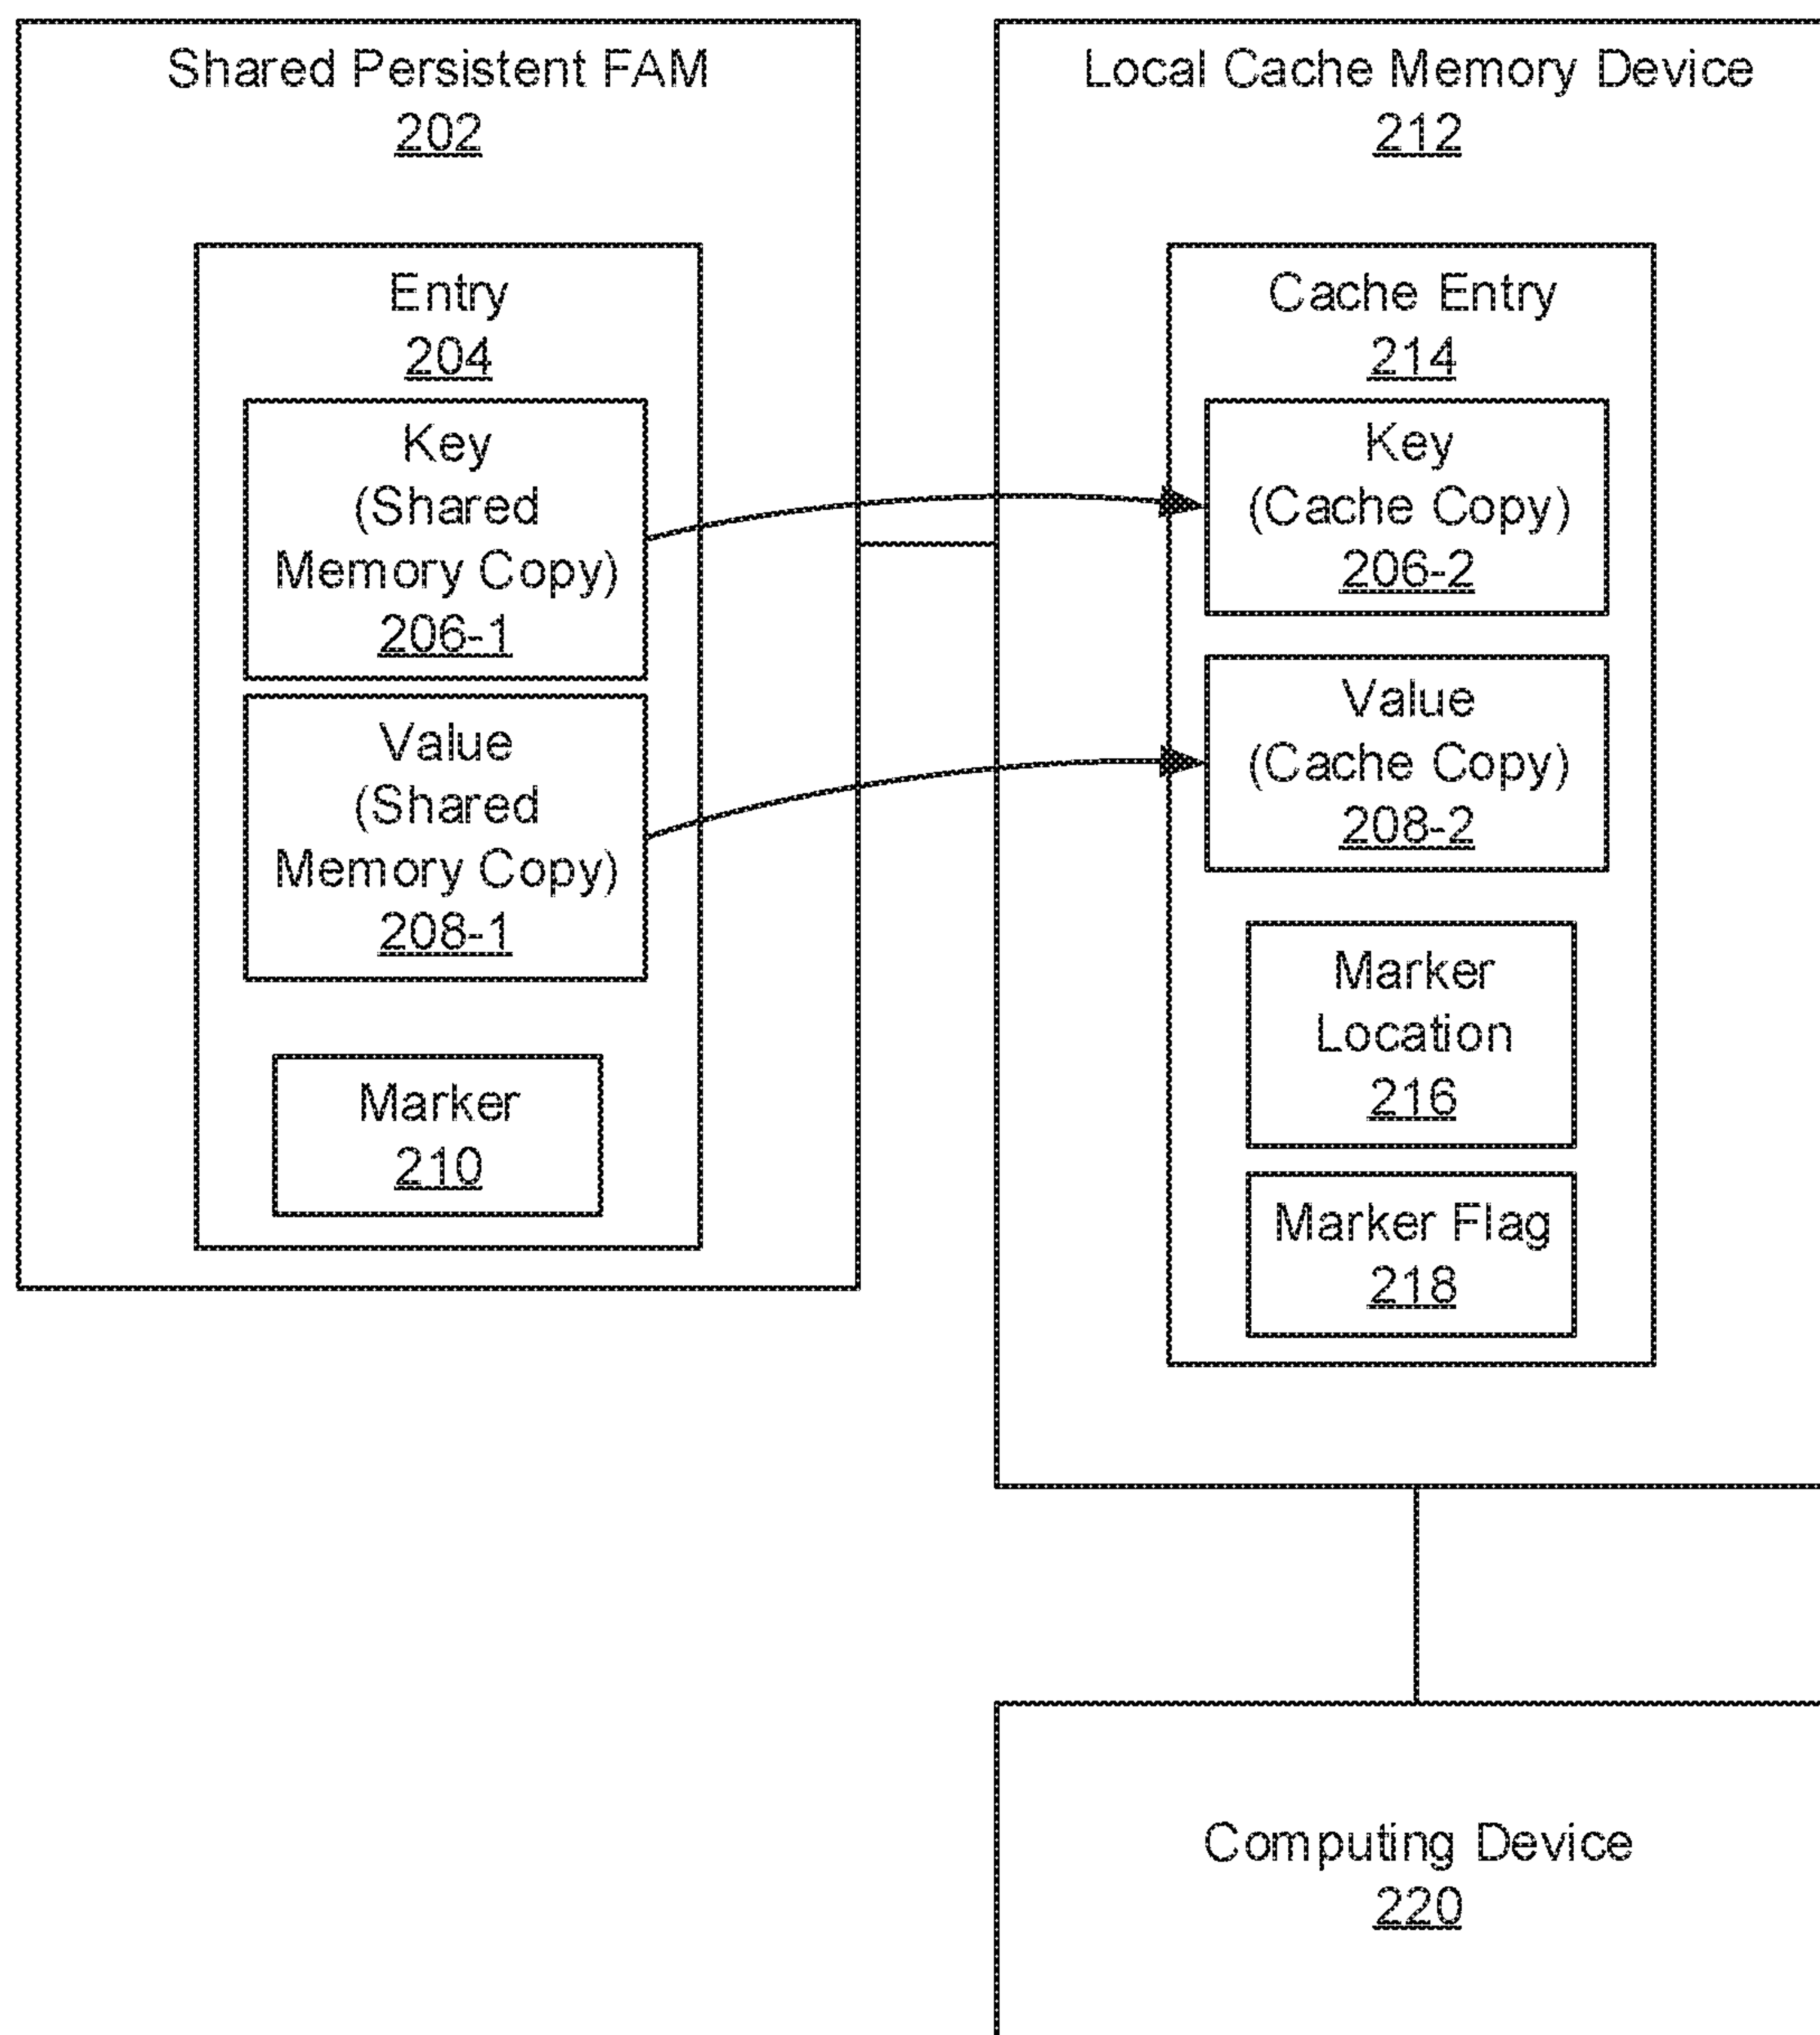 Shared Persistent FAM
202
Entry
204
Key
(Shared
Memory Copy)
206-1
Value
(Shared
Memory Copy)
208-1
Marker
210
Local Cache Memory Device
212
Cache Entry
214
Key
(Cache Copy)
206-2
Value
(Cache Copy)
208-2
Marker
Location
216
Marker Flag
218
Computing Device
220